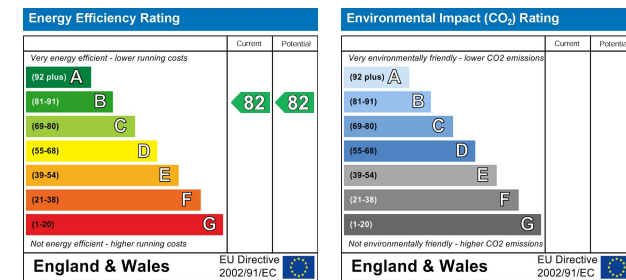 Energy Efficiency Rating
Current Potential
Very energy efficient - lower running costs
(92 plus) A
(81-91) B
82 82
(69-80) C
(55-68) D
(39-54) E
(21-38) F
(1-20) G
Not energy efficient - higher running costs
England & Wales
EU Directive
2002/91/EC
Environmental Impact (CO₂) Rating
Current Potential
Very environmentally friendly - lower CO2 emissions
(92 plus) A
(81-91) B
(69-80) C
(55-68) D
(39-54) E
(21-38) F
(1-20) G
Not environmentally friendly - higher CO2 emissions
England & Wales
EU Directive
2002/91/EC